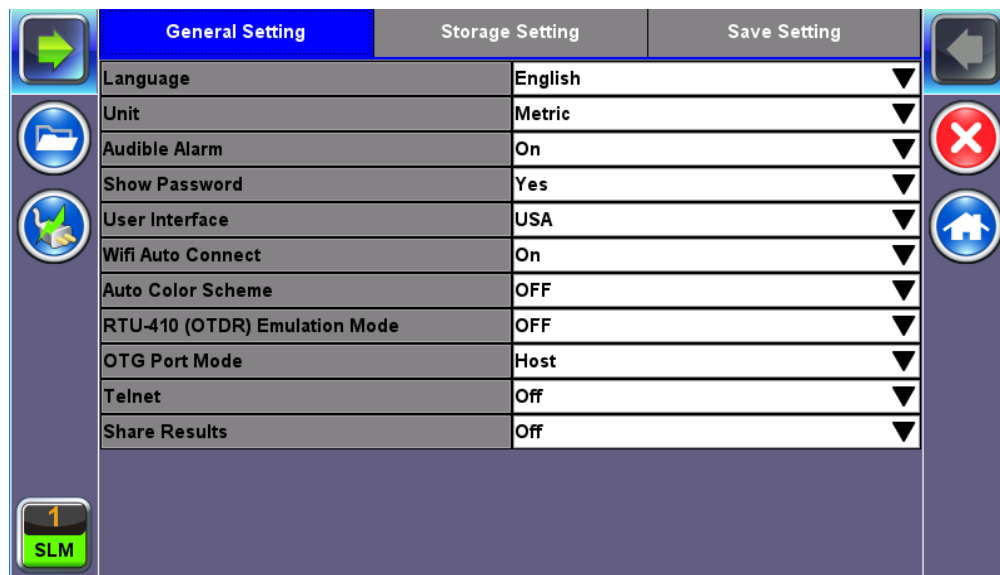 General Setting Storage Setting Save Setting
Language English
Unit Metric
Audible Alarm On
Show Password Yes
User Interface USA
Wifi Auto Connect On
Auto Color Scheme OFF
RTU-410 (OTDR) Emulation Mode OFF
OTG Port Mode Host
Telnet Off
Share Results Off
1
SLM